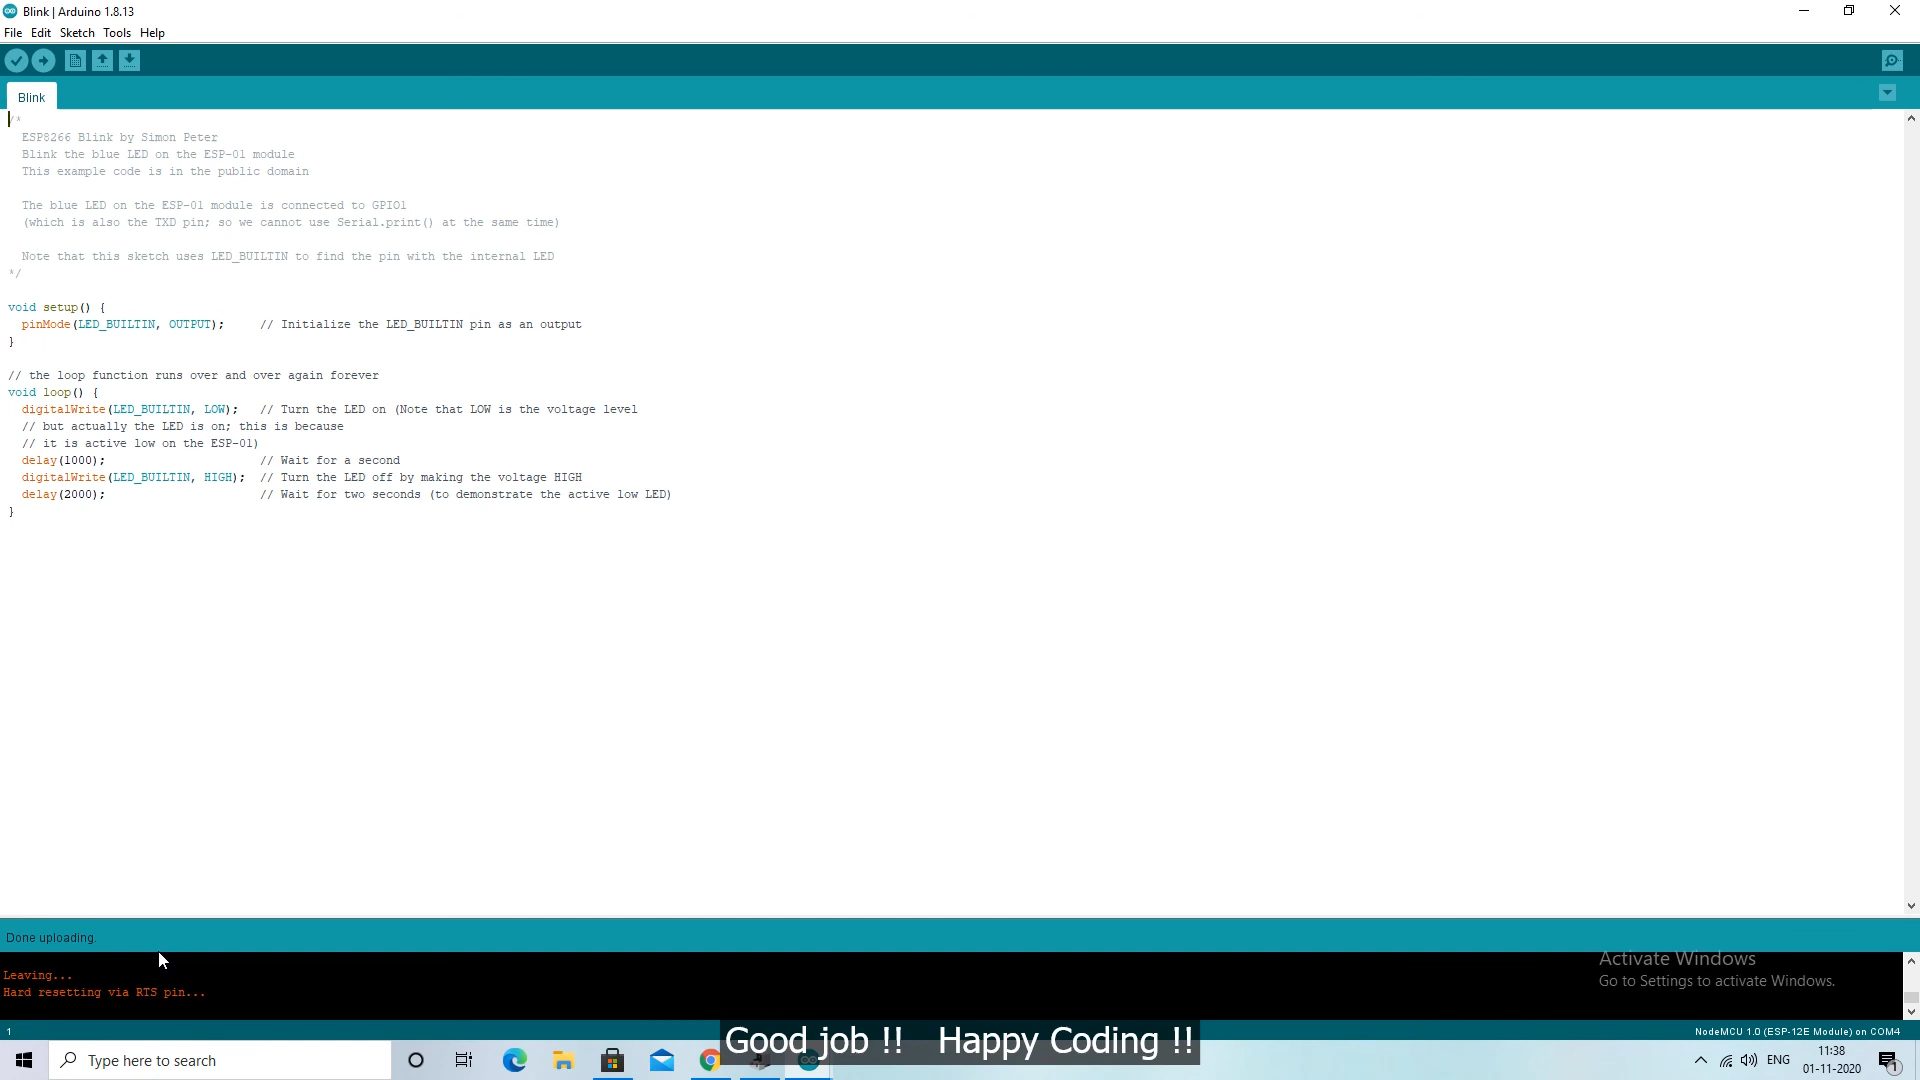 Blink | Arduino 1.8.13
File Edit Sketch Tools Help
Blink
/*
ESP8266 Blink by Simon Peter
Blink the blue LED on the ESP-01 module
This example code is in the public domain
The blue LED on the ESP-01 module is connected to GPIO1
(which is also the TXD pin; so we cannot use Serial.print() at the same time)
Note that this sketch uses LED_BUILTIN to find the pin with the internal LED
*/
void setup() {
pinMode(LED_BUILTIN, OUTPUT);     // Initialize the LED_BUILTIN pin as an output
}
// the loop function runs over and over again forever
void loop() {
digitalWrite(LED_BUILTIN, LOW);   // Turn the LED on (Note that LOW is the voltage level
// but actually the LED is on; this is because
// it is active low on the ESP-01)
delay(1000);                      // Wait for a second
digitalWrite(LED_BUILTIN, HIGH);  // Turn the LED off by making the voltage HIGH
delay(2000);                      // Wait for two seconds (to demonstrate the active low LED)
}
Done uploading.
Activate Windows
Go to Settings to activate Windows.
Leaving...
Hard resetting via RTS pin...
1
NodeMCU 1.0 (ESP-12E Module) on COM4
Good job !!   Happy Coding !!
Type here to search
ENG
11:38
01-11-2020
1